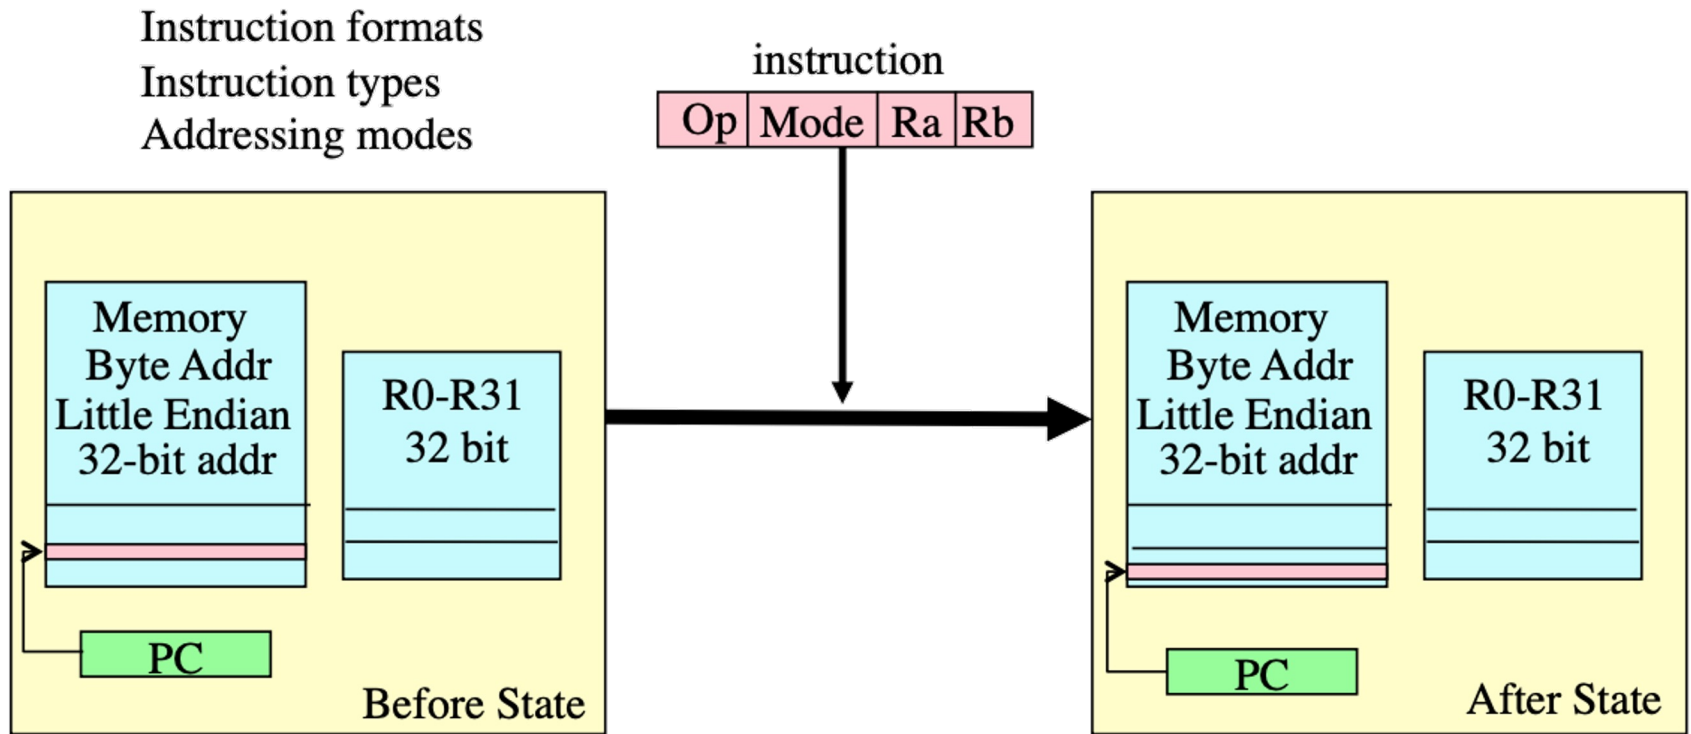 Instruction formats
Instruction types
Addressing modes
instruction
Op Mode Ra Rb
Memory
Byte Addr
Little Endian
32-bit addr
R0-R31
32 bit
PC
Before State
Memory
Byte Addr
Little Endian
32-bit addr
R0-R31
32 bit
PC
After State